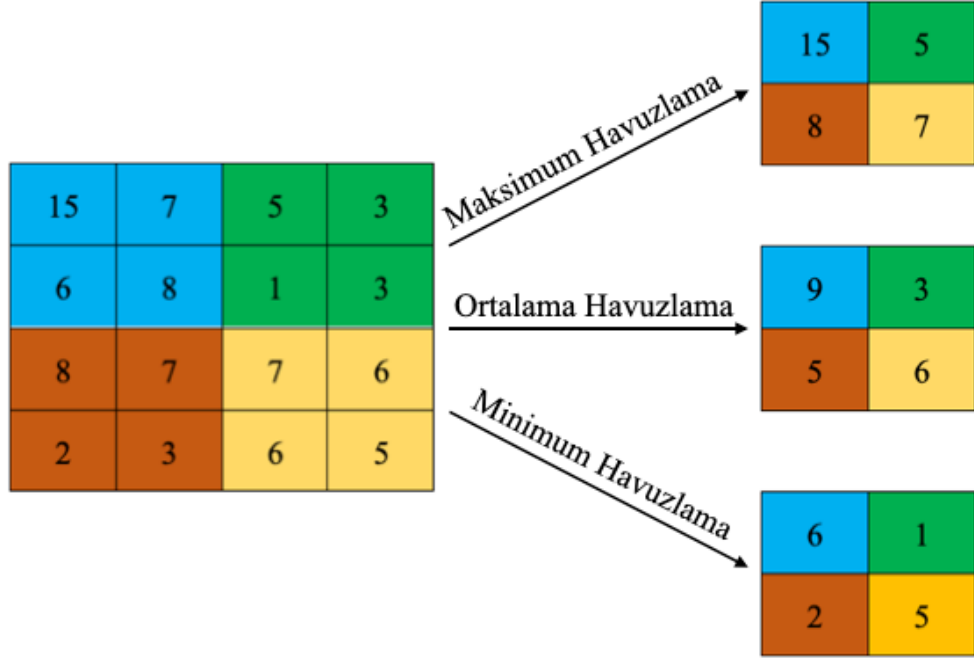 15 7 5 3
6 8 1 3
8 7 7 6
2 3 6 5
Maksimum Havuzlama
15 5
8 7
Ortalama Havuzlama
9 3
5 6
Minimum Havuzlama
6 1
2 5